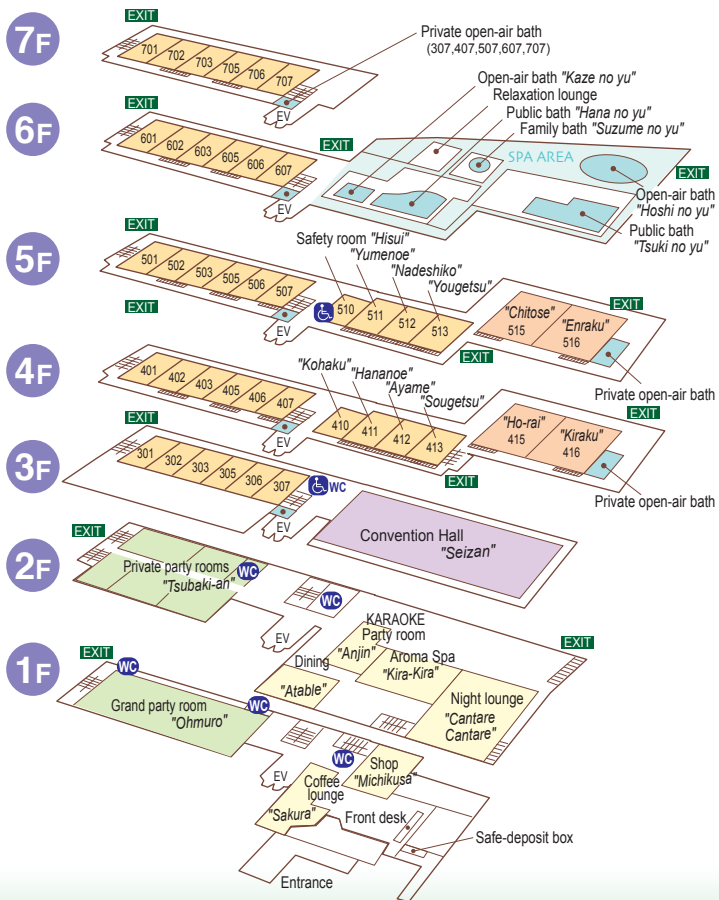 7F
EXIT
701
702
703
705
706
707
EV
Private open-air bath
(307,407,507,607,707)
6F
EXIT
601
602
603
605
606
607
EV
EXIT
Open-air bath "Kaze no yu"
Relaxation lounge
Public bath "Hana no yu"
Family bath "Suzume no yu"
SPA AREA
EXIT
Open-air bath
"Hoshi no yu"
Public bath
"Tsuki no yu"
5F
EXIT
501
502
503
505
506
507
EXIT
EV
Safety room "Hisui"
"Yumenoe"
"Nadeshiko"
"Yougetsu"
510
511
512
513
EXIT
"Chitose"
515
"Enraku"
516
EXIT
Private open-air bath
4F
401
402
403
405
406
407
EXIT
EV
"Kohaku"
"Hananoe"
"Ayame"
"Sougetsu"
410
411
412
413
EXIT
"Ho-rai"
415
"Kiraku"
416
EXIT
Private open-air bath
3F
301
302
303
305
306
307
WC
EV
Convention Hall
"Seizan"
2F
EXIT
Private party rooms
"Tsubaki-an"
WC
WC
EV
KARAOKE
Party room
"Anjin"
Aroma Spa
"Kira-Kira"
Dining
"Atable"
Night lounge
"Cantare
Cantare"
EXIT
1F
EXIT
WC
Grand party room
"Ohmuro"
WC
WC
EV
Shop
"Michikusa"
Coffee
lounge
"Sakura"
Front desk
Safe-deposit box
Entrance